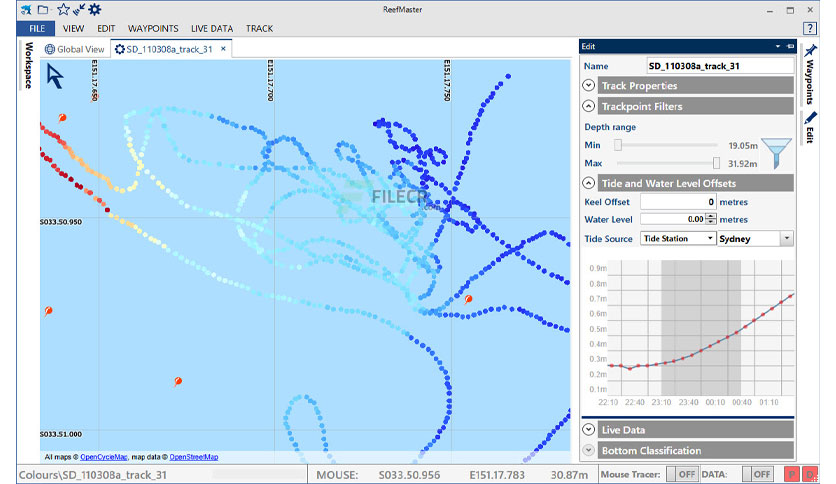 ReefMaster
FILE VIEW EDIT WAYPOINTS LIVE DATA TRACK ?
Workspace
Global View SD_110308a_track_31 ×
E151.17.650 E151.17.700 E151.17.750
S033.50.950
S033.51.000
FILECR
.com
All maps © OpenCycleMap, map data © OpenStreetMap
Edit
Name SD_110308a_track_31
Track Properties
Trackpoint Filters
Depth range
Min 19.05m
Max 31.92m
Tide and Water Level Offsets
Keel Offset 0 metres
Water Level 0.00 metres
Tide Source Tide Station Sydney
0.9m
0.8m
0.7m
0.6m
0.5m
0.4m
0.3m
0.2m
0.1m
22:10 22:40 23:10 23:40 00:10 00:40 01:10
Live Data
Bottom Classification
Waypoints
Edit
Colours\SD_110308a_track_31 MOUSE: S033.50.956 E151.17.783 30.87m Mouse Tracer: OFF DATA: OFF